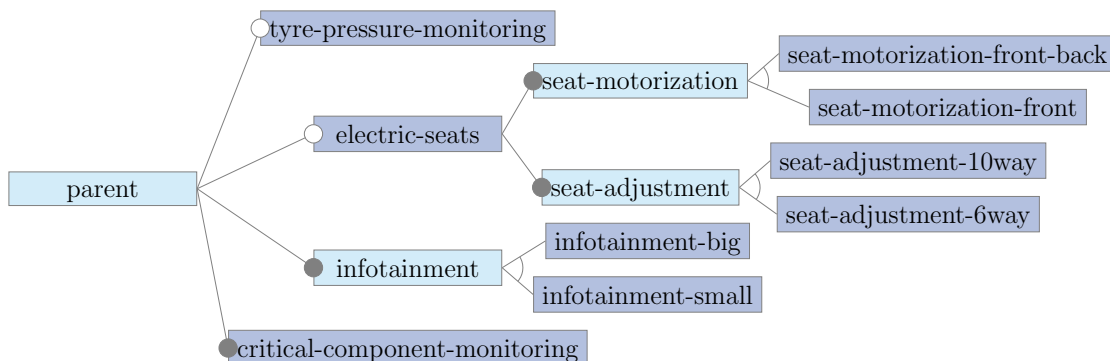 tyre-pressure-monitoring
seat-motorization-front-back
seat-motorization
seat-motorization-front
electric-seats
seat-adjustment-10way
parent
seat-adjustment
seat-adjustment-6way
infotainment-big
infotainment
infotainment-small
critical-component-monitoring